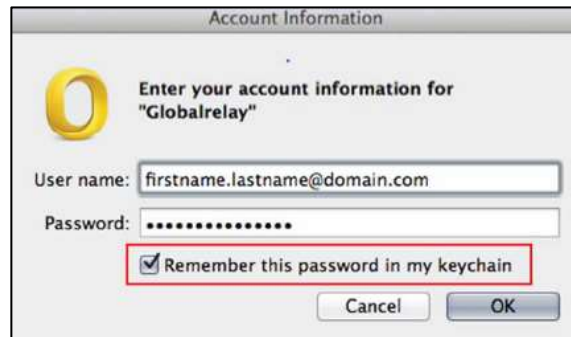 Account Information
Enter your account information for
"Globalrelay"
User name: firstname.lastname@domain.com
Password: •••••••••••••••
Remember this password in my keychain
Cancel OK